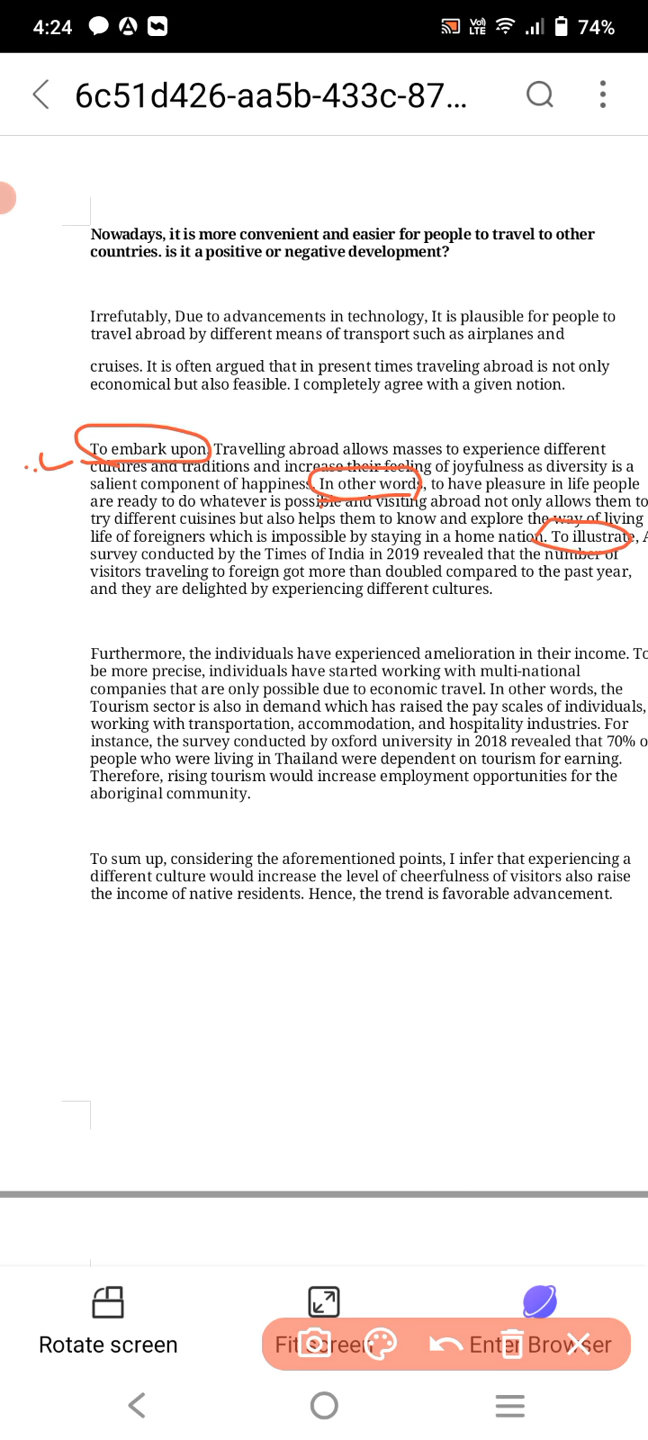 4:24
Vo) LTE
74%
6c51d426-aa5b-433c-87...
Nowadays, it is more convenient and easier for people to travel to other
countries. is it a positive or negative development?
Irrefutably, Due to advancements in technology, It is plausible for people to
travel abroad by different means of transport such as airplanes and
cruises. It is often argued that in present times traveling abroad is not only
economical but also feasible. I completely agree with a given notion.
To embark upon, Travelling abroad allows masses to experience different
cultures and traditions and increase their feeling of joyfulness as diversity is a
salient component of happiness. In other words, to have pleasure in life people
are ready to do whatever is possible and visiting abroad not only allows them to
try different cuisines but also helps them to know and explore the way of living
life of foreigners which is impossible by staying in a home nation. To illustrate, A
survey conducted by the Times of India in 2019 revealed that the number of
visitors traveling to foreign got more than doubled compared to the past year,
and they are delighted by experiencing different cultures.
Furthermore, the individuals have experienced amelioration in their income. To
be more precise, individuals have started working with multi-national
companies that are only possible due to economic travel. In other words, the
Tourism sector is also in demand which has raised the pay scales of individuals,
working with transportation, accommodation, and hospitality industries. For
instance, the survey conducted by oxford university in 2018 revealed that 70% o
people who were living in Thailand were dependent on tourism for earning.
Therefore, rising tourism would increase employment opportunities for the
aboriginal community.
To sum up, considering the aforementioned points, I infer that experiencing a
different culture would increase the level of cheerfulness of visitors also raise
the income of native residents. Hence, the trend is favorable advancement.
Rotate screen
Fit screen
Enter Browser